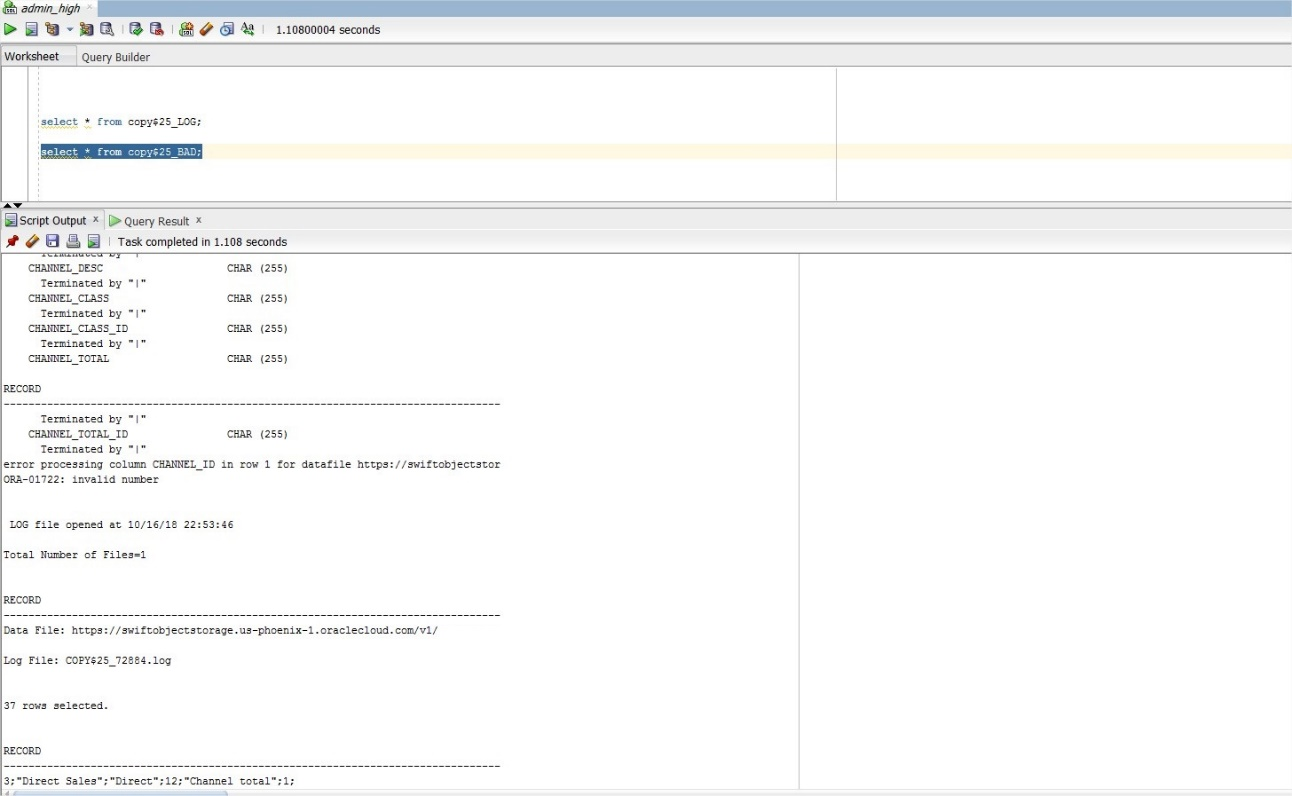 admin_high
1.10800004 seconds
Worksheet Query Builder
select * from copy$25_LOG;
select * from copy$25_BAD;
Script Output x Query Result x
Task completed in 1.108 seconds
Terminated by "|"
CHANNEL_DESC CHAR (255)
Terminated by "|"
CHANNEL_CLASS CHAR (255)
Terminated by "|"
CHANNEL_CLASS_ID CHAR (255)
Terminated by "|"
CHANNEL_TOTAL CHAR (255)
RECORD
--------------------------------------------------------------------------------
Terminated by "|"
CHANNEL_TOTAL_ID CHAR (255)
Terminated by "|"
error processing column CHANNEL_ID in row 1 for datafile https://swiftobjectstor
ORA-01722: invalid number
LOG file opened at 10/16/18 22:53:46
Total Number of Files=1
RECORD
--------------------------------------------------------------------------------
Data File: https://swiftobjectstorage.us-phoenix-1.oraclecloud.com/v1/
Log File: COPY$25_72884.log
37 rows selected.
RECORD
--------------------------------------------------------------------------------
3;"Direct Sales";"Direct";12;"Channel total";1;